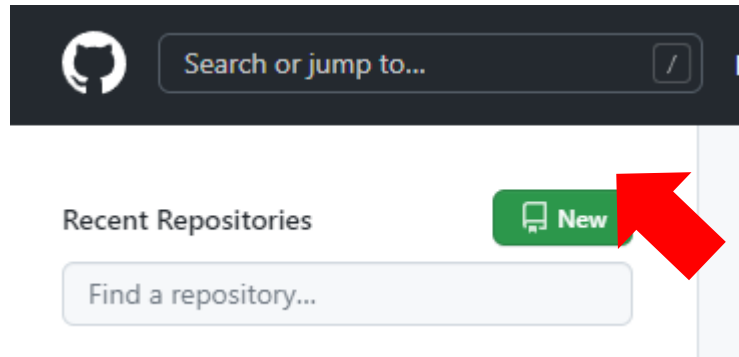 Search or jump to...
/
Recent Repositories
New
Find a repository...